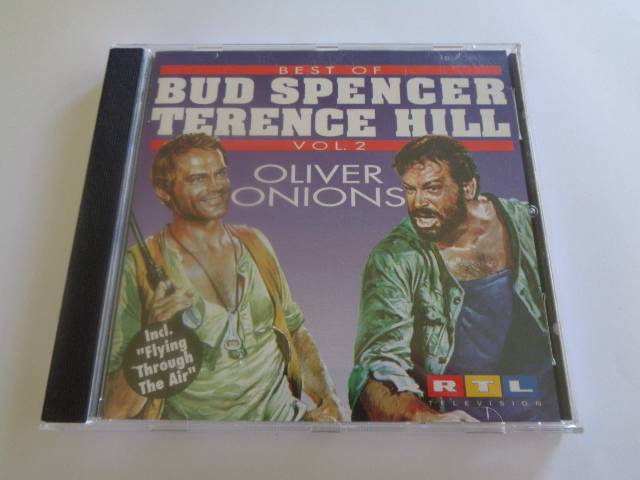 BEST OF
BUD SPENCER
TERENCE HILL
VOL. 2
OLIVER
ONIONS
Incl.
"Flying
Through
The Air"
RTL
TELEVISION